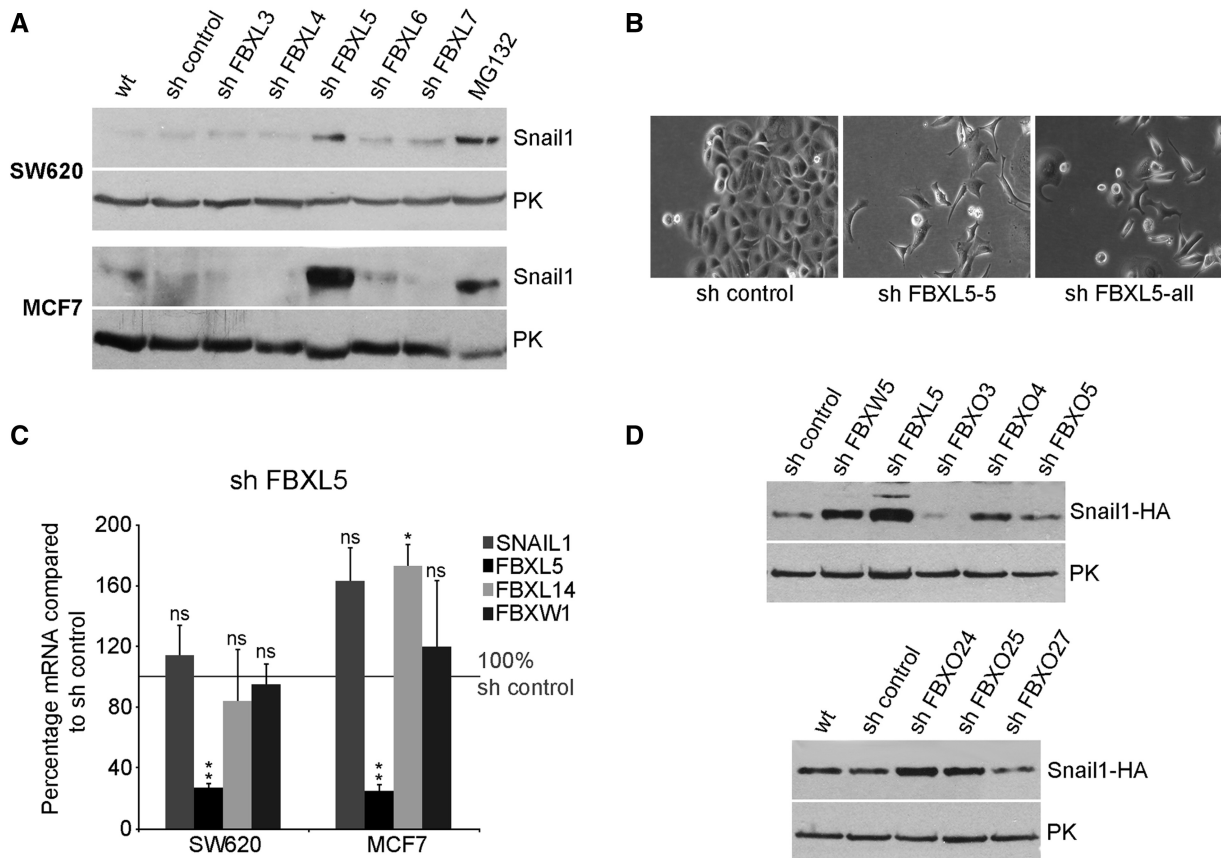 A
wt
sh control
sh FBXL3
sh FBXL4
sh FBXL5
sh FBXL6
sh FBXL7
MG132
SW620
Snail1
PK
MCF7
Snail1
PK
B
sh control
sh FBXL5-5
sh FBXL5-all
C
sh FBXL5
Percentage mRNA compared
to sh control
200
160
120
80
40
0
ns
**
ns
ns
ns
**
*
ns
SNAIL1
FBXL5
FBXL14
FBXW1
100%
sh control
SW620
MCF7
D
sh control
sh FBXW5
sh FBXL5
sh FBXO3
sh FBXO4
sh FBXO5
Snail1-HA
PK
wt
sh control
sh FBXO24
sh FBXO25
sh FBXO27
Snail1-HA
PK